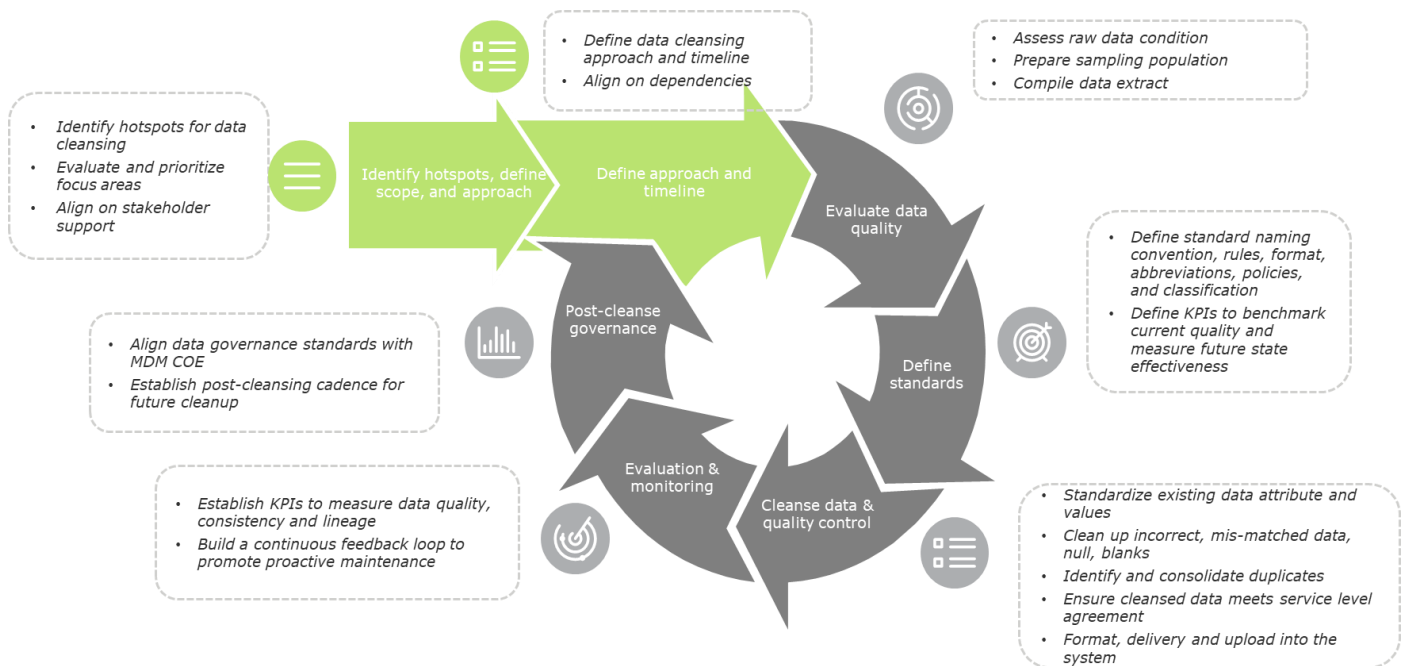 • Define data cleansing
approach and timeline
• Align on dependencies
• Assess raw data condition
• Prepare sampling population
• Compile data extract
• Identify hotspots for data
cleansing
• Evaluate and prioritize
focus areas
• Align on stakeholder
support
Identify hotspots, define
scope, and approach
Define approach and
timeline
Evaluate data
quality
• Define standard naming
convention, rules, format,
abbreviations, policies,
and classification
• Define KPIs to benchmark
current quality and
measure future state
effectiveness
Post-cleanse
governance
• Align data governance standards with
MDM COE
• Establish post-cleansing cadence for
future cleanup
Define
standards
Evaluation &
monitoring
• Establish KPIs to measure data quality,
consistency and lineage
• Build a continuous feedback loop to
promote proactive maintenance
Cleanse data &
quality control
• Standardize existing data attribute and
values
• Clean up incorrect, mis-matched data,
null, blanks
• Identify and consolidate duplicates
• Ensure cleansed data meets service level
agreement
• Format, delivery and upload into the
system